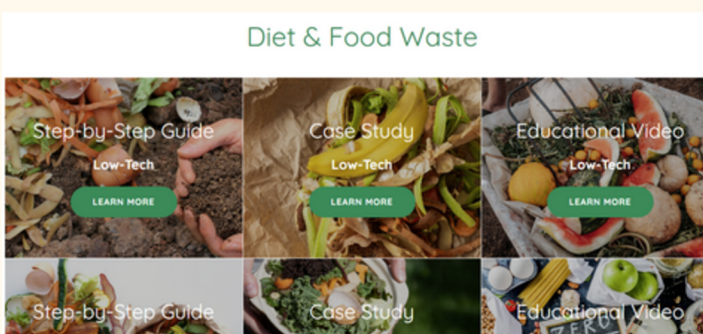 Diet & Food Waste
Step-by-Step Guide
Low-Tech
LEARN MORE
Case Study
Low-Tech
LEARN MORE
Educational Video
Low-Tech
LEARN MORE
Step-by-Step Guide
Case Study
Educational Video
ZERO